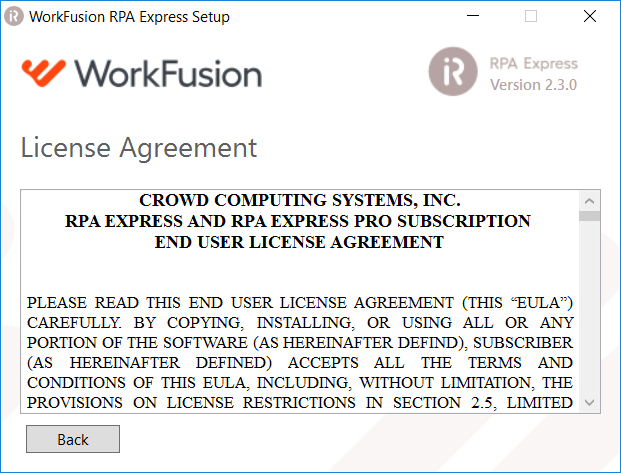 WorkFusion RPA Express Setup
WorkFusion
RPA Express
Version 2.3.0
License Agreement
CROWD COMPUTING SYSTEMS, INC.
RPA EXPRESS AND RPA EXPRESS PRO SUBSCRIPTION
END USER LICENSE AGREEMENT
PLEASE READ THIS END USER LICENSE AGREEMENT (THIS “EULA”)
CAREFULLY. BY COPYING, INSTALLING, OR USING ALL OR ANY
PORTION OF THE SOFTWARE (AS HEREINAFTER DEFIND), SUBSCRIBER
(AS HEREINAFTER DEFINED) ACCEPTS ALL THE TERMS AND
CONDITIONS OF THIS EULA, INCLUDING, WITHOUT LIMITATION, THE
PROVISIONS ON LICENSE RESTRICTIONS IN SECTION 2.5, LIMITED
Back